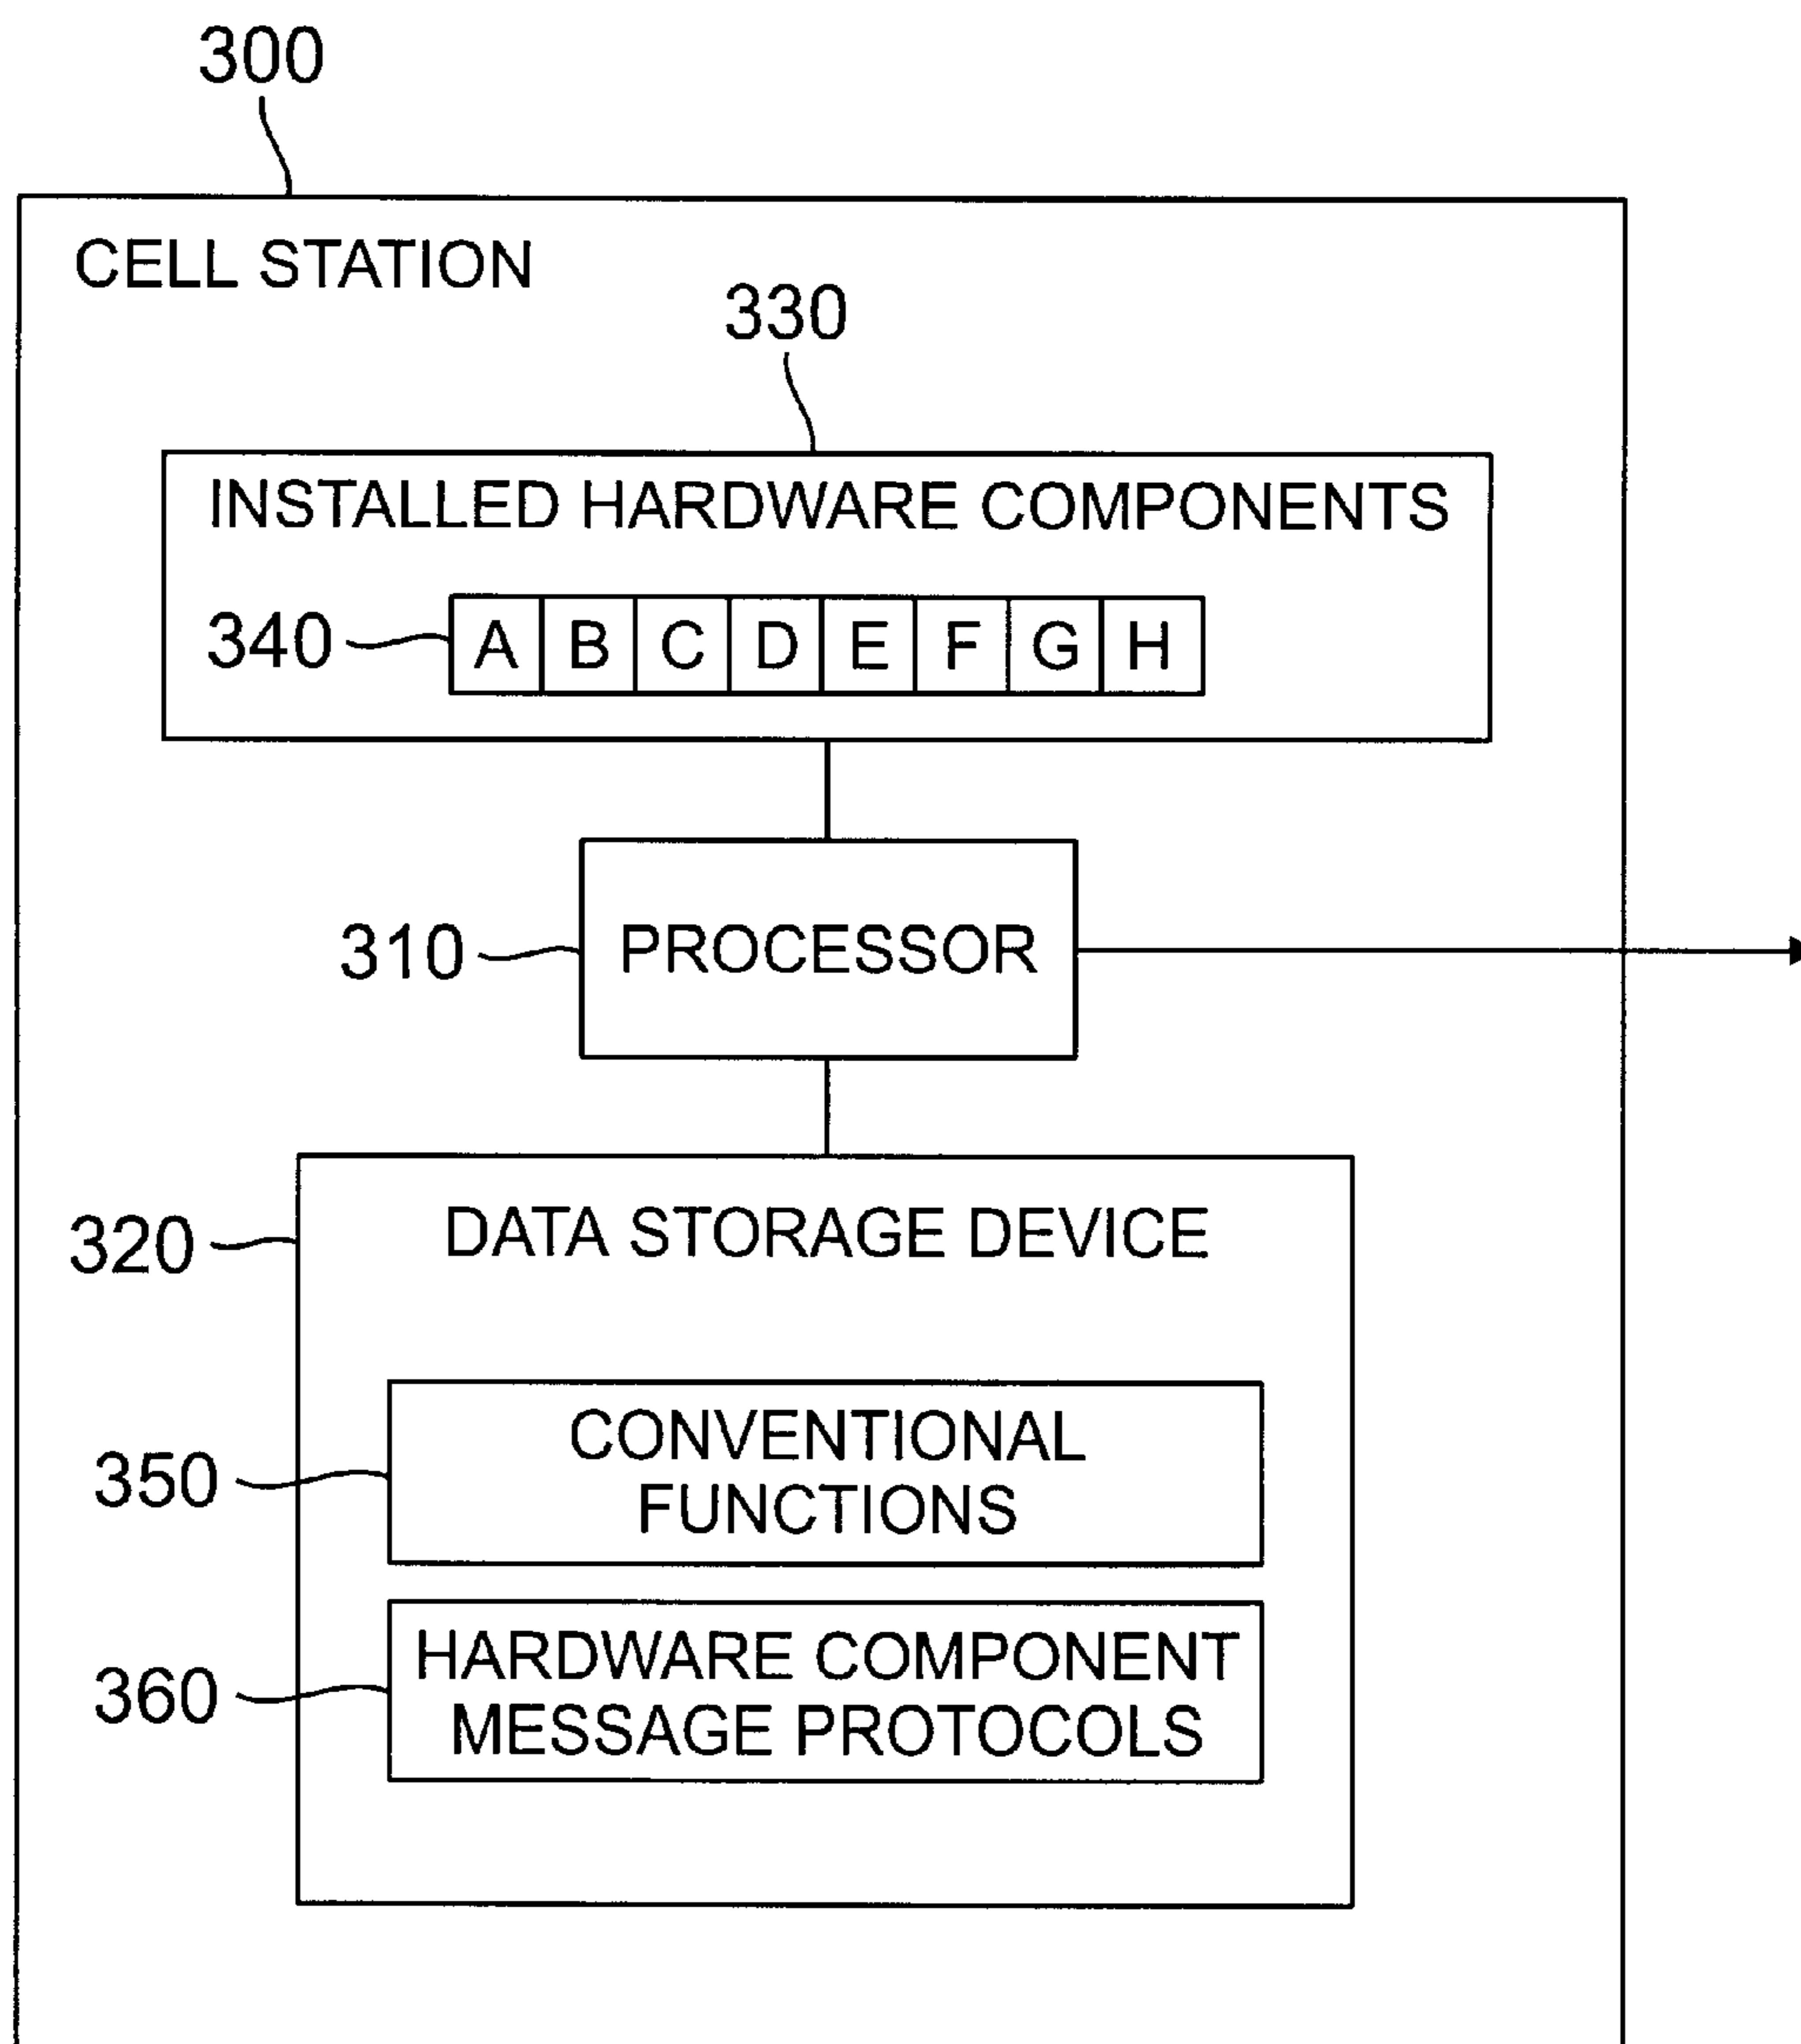 300
CELL STATION
330
INSTALLED HARDWARE COMPONENTS
340 A B C D E F G H
310 PROCESSOR
320 DATA STORAGE DEVICE
350 CONVENTIONAL
FUNCTIONS
360 HARDWARE COMPONENT
MESSAGE PROTOCOLS